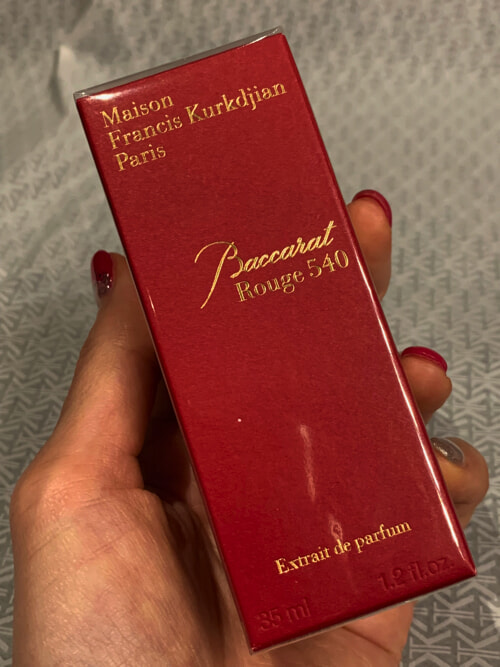 Maison
Francis Kurkdjian
Paris
Baccarat
Rouge 540
Extrait de parfum
35 ml 1.2 fl.oz.